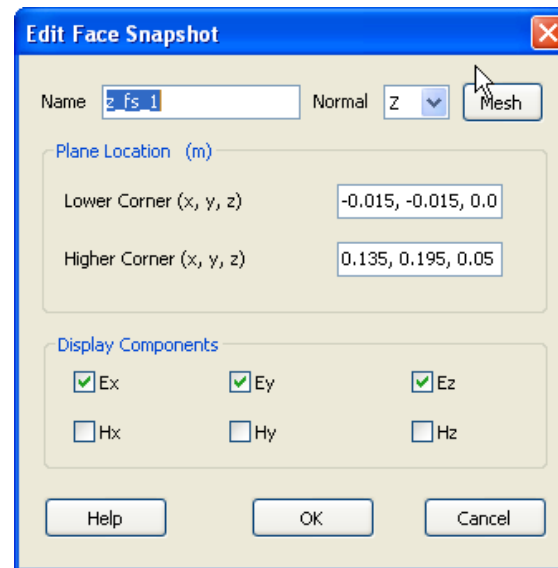 Edit Face Snapshot
Name z_fs_1 Normal Z Mesh
Plane Location (m)
Lower Corner (x, y, z) -0.015, -0.015, 0.0
Higher Corner (x, y, z) 0.135, 0.195, 0.05
Display Components
Ex Ey Ez
Hx Hy Hz
Help OK Cancel